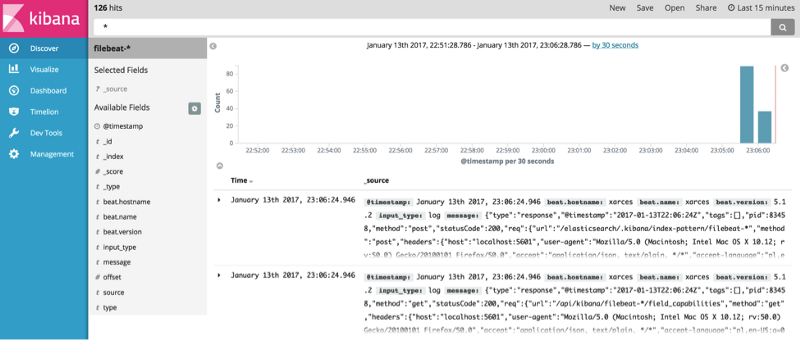 kibana
126 hits
New Save Open Share Last 15 minutes
*
Discover
Visualize
Dashboard
Timelion
Dev Tools
Management
filebeat-*
Selected Fields
? _source
Available Fields
@timestamp
t _id
t _index
# _score
t _type
t beat.hostname
t beat.name
t beat.version
t input_type
t message
# offset
t source
t type
January 13th 2017, 22:51:28.786 - January 13th 2017, 23:06:28.786 — by 30 seconds
Count
80
60
40
20
0
22:52:00 22:53:00 22:54:00 22:55:00 22:56:00 22:57:00 22:58:00 22:59:00 23:00:00 23:01:00 23:02:00 23:03:00 23:04:00 23:05:00 23:06:00
@timestamp per 30 seconds
Time _source
January 13th 2017, 23:06:24.946 @timestamp: January 13th 2017, 23:06:24.946 beat.hostname: xarces beat.name: xarces beat.version: 5.1
.2 input_type: log message: {"type":"response","@timestamp":"2017-01-13T22:06:24Z","tags":[],"pid":8345
8,"method":"post","statusCode":200,"req":{"url":"/elasticsearch/.kibana/index-pattern/filebeat-*","method"
:"post","headers":{"host":"localhost:5601","user-agent":"Mozilla/5.0 (Macintosh; Intel Mac OS X 10.12; r
v:50.0) Gecko/20100101 Firefox/50.0","accept":"application/json, text/plain, */*","accept-language":"pl,e
January 13th 2017, 23:06:24.946 @timestamp: January 13th 2017, 23:06:24.946 beat.hostname: xarces beat.name: xarces beat.version: 5.1
.2 input_type: log message: {"type":"response","@timestamp":"2017-01-13T22:06:24Z","tags":[],"pid":8345
8,"method":"get","statusCode":200,"req":{"url":"/api/kibana/filebeat-*/field_capabilities","method":"get"
,"headers":{"host":"localhost:5601","user-agent":"Mozilla/5.0 (Macintosh; Intel Mac OS X 10.12; rv:50.0)
Gecko/20100101 Firefox/50.0","accept":"application/json, text/plain, */*","accept-language":"pl,en-US;q=0